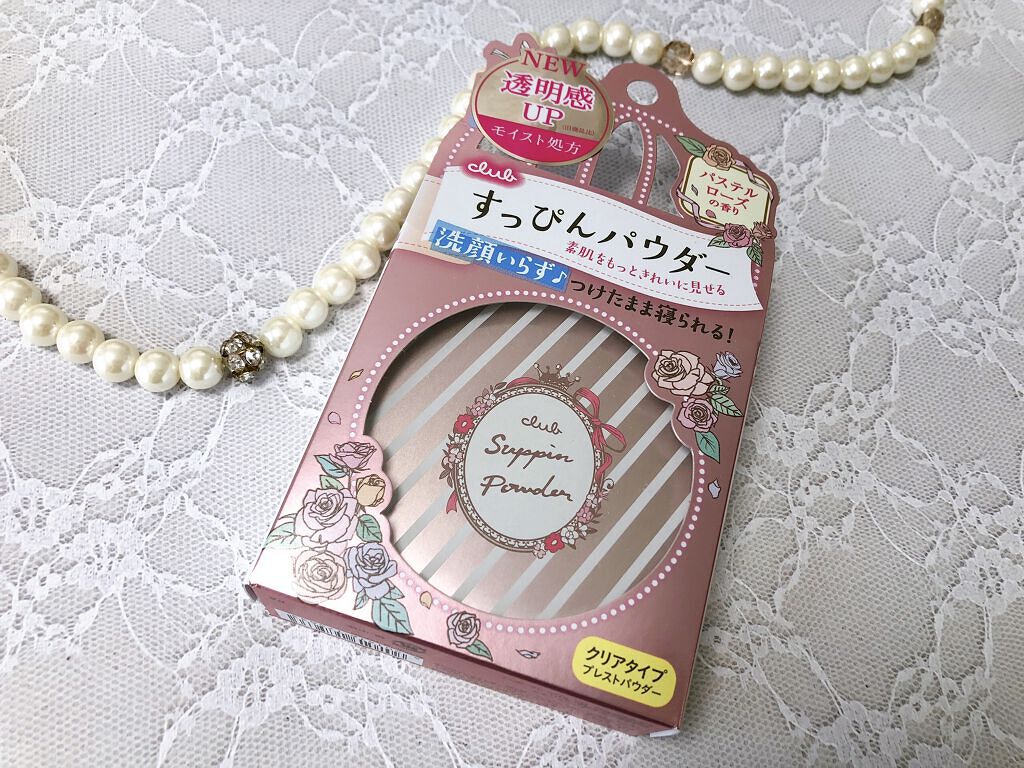 NEW
透明感
UP
(旧商品比)
モイスト処方
club
パステル
ローズ
の香り
すっぴんパウダー
素肌をもっときれいに見せる
洗顔いらず♪
つけたまま寝られる!
club
Suppin
Powder
クリアタイプ
プレストパウダー